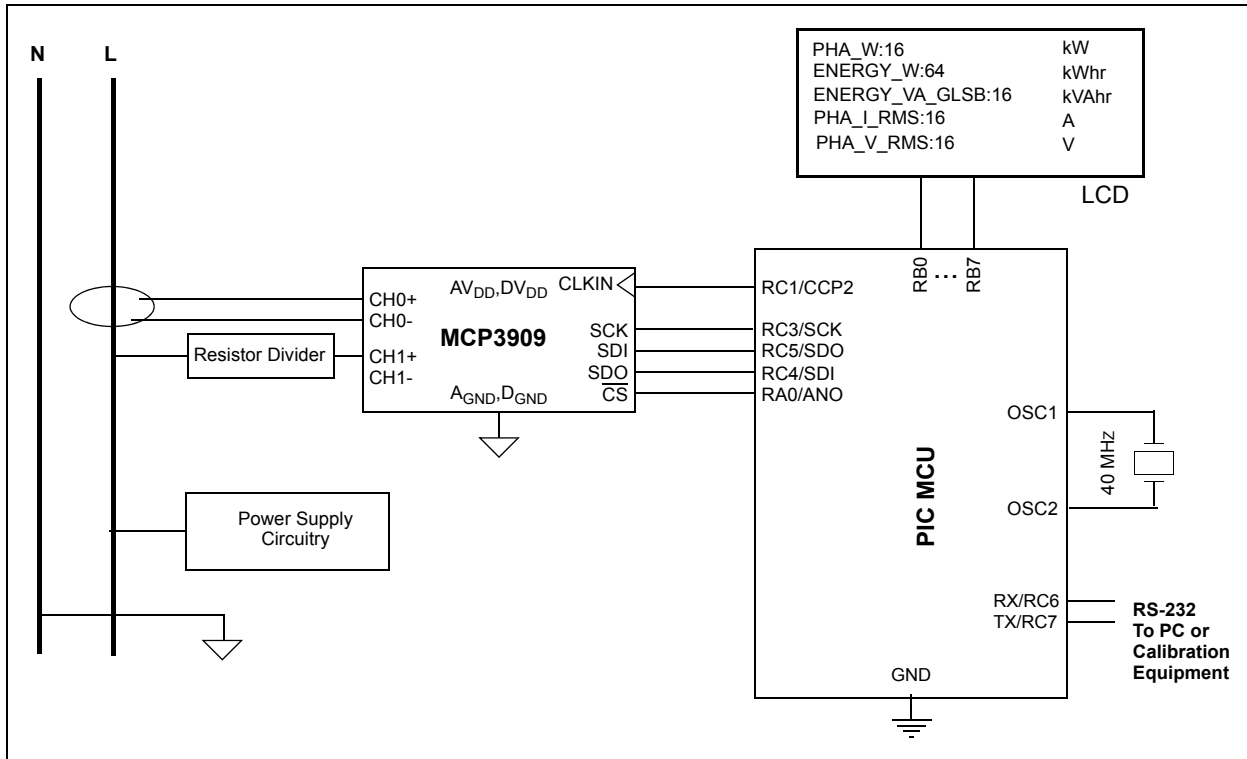 N L
PHA_W:16 kW
ENERGY_W:64 kWhr
ENERGY_VA_GLSB:16 kVAhr
PHA_I_RMS:16 A
PHA_V_RMS:16 V
LCD
CH0+
CH0-
CH1+
CH1-
AVDD,DVDD
CLKIN
MCP3909
SCK
SDI
SDO
CS
AGND,DGND
Resistor Divider
Power Supply
Circuitry
RB0 ... RB7
RC1/CCP2
RC3/SCK
RC5/SDO
RC4/SDI
RA0/ANO
PIC MCU
OSC1
OSC2
40 MHz
RX/RC6
TX/RC7
GND
RS-232
To PC or
Calibration
Equipment